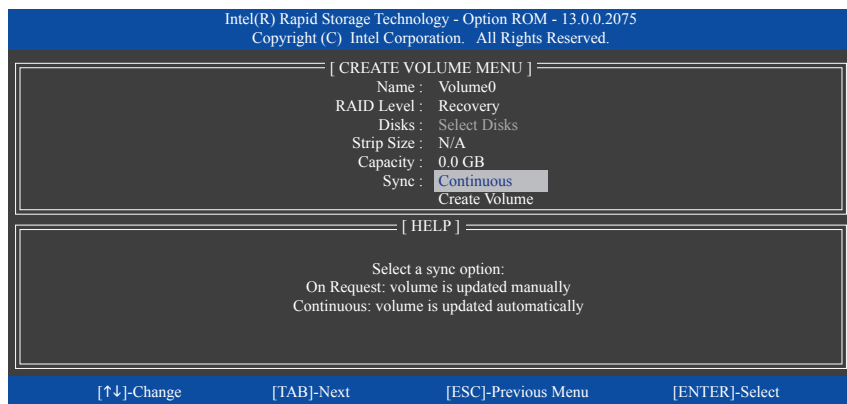 Intel(R) Rapid Storage Technology - Option ROM - 13.0.0.2075
Copyright (C) Intel Corporation. All Rights Reserved.
[ CREATE VOLUME MENU ]
Name : Volume0
RAID Level : Recovery
Disks : Select Disks
Strip Size : N/A
Capacity : 0.0 GB
Sync : Continuous
Create Volume
[ HELP ]
Select a sync option:
On Request: volume is updated manually
Continuous: volume is updated automatically
[↑↓]-Change [TAB]-Next [ESC]-Previous Menu [ENTER]-Select